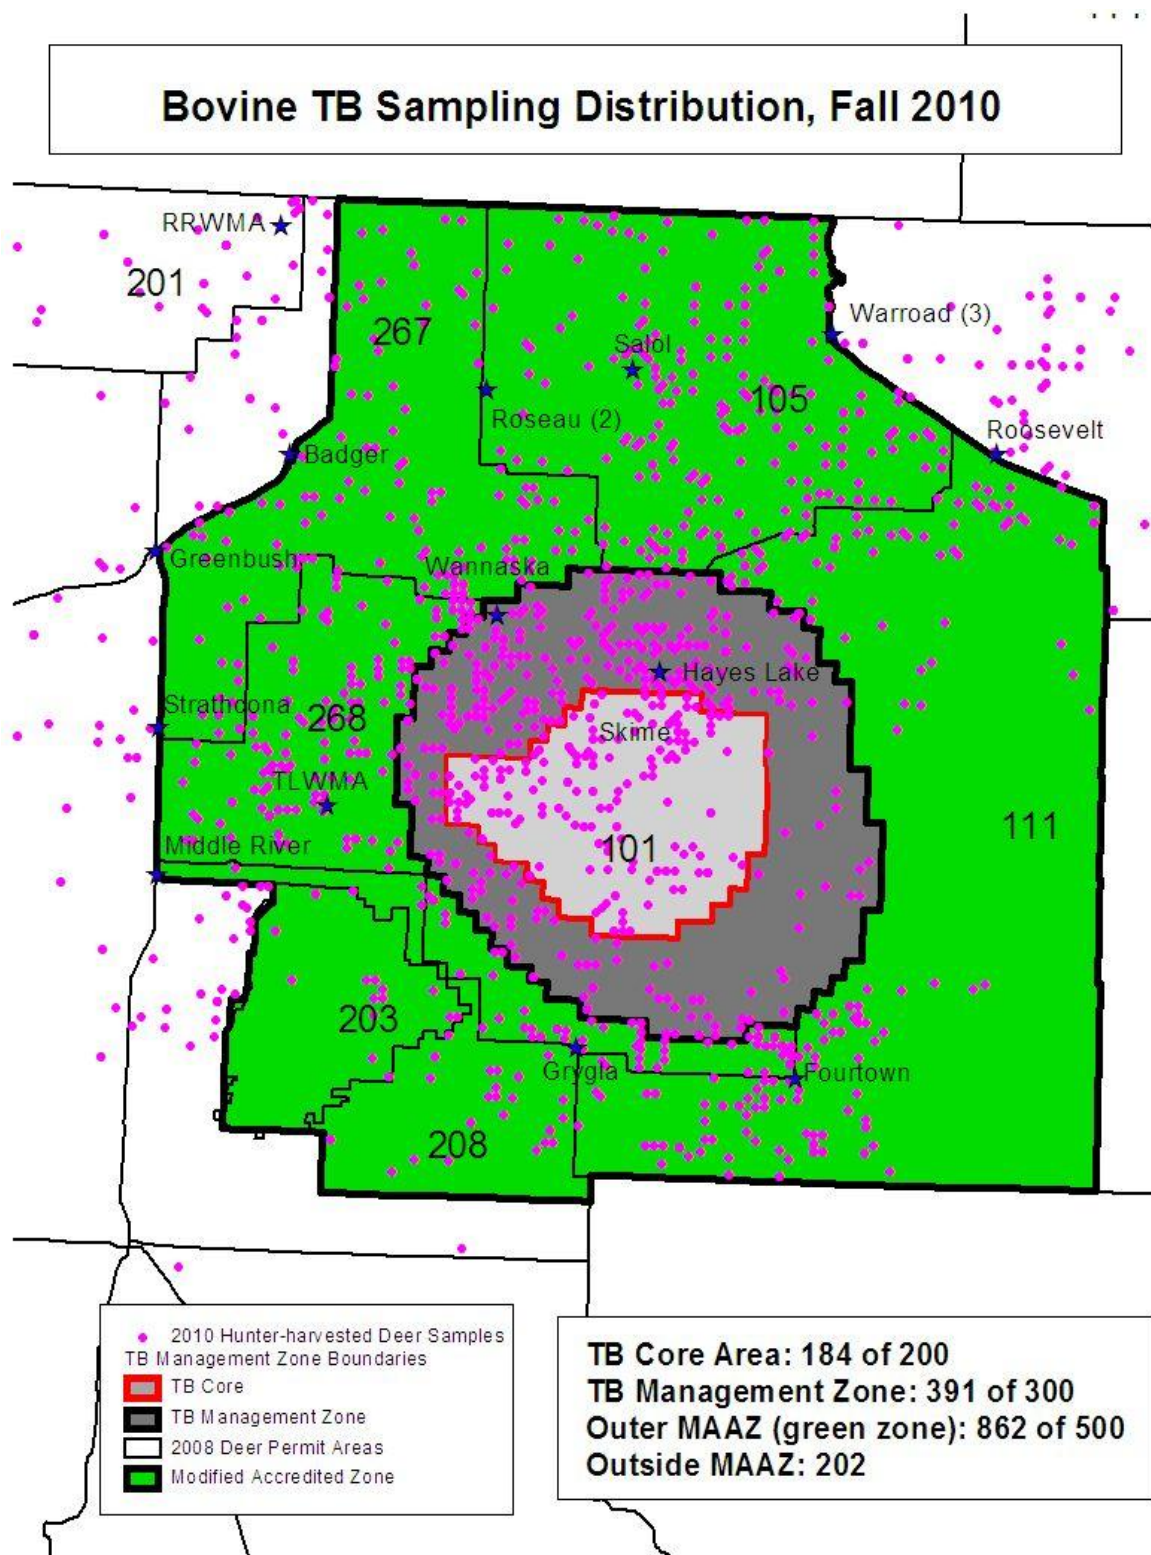 Bovine TB Sampling Distribution, Fall 2010
RRWMA
201
267
Warroad (3)
Salol
105
Roseau (2)
Roosevelt
Badger
Greenbush
Wannaska
Hayes Lake
Strathcona
268
Skime
TLWMA
111
Middle River
101
203
Grygla
Fourtown
208
2010 Hunter-harvested Deer Samples
TB Management Zone Boundaries
TB Core
TB Management Zone
2008 Deer Permit Areas
Modified Accredited Zone
TB Core Area: 184 of 200
TB Management Zone: 391 of 300
Outer MAAZ (green zone): 862 of 500
Outside MAAZ: 202